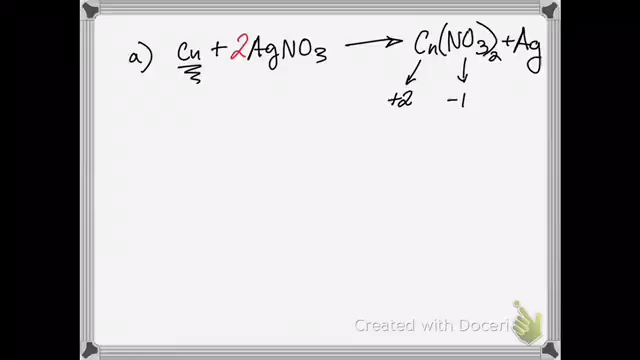 a) Cu + 2AgNO3 → Cu(NO3)2 + Ag
+2 -1
Created with Doceri